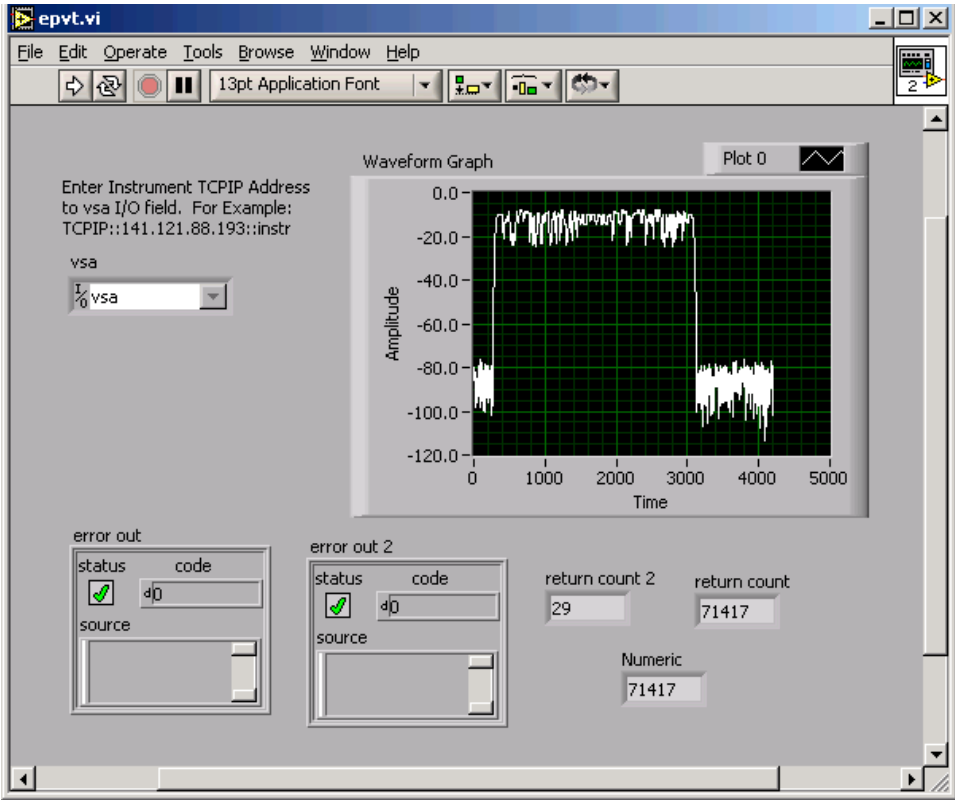 epvt.vi
File Edit Operate Tools Browse Window Help
13pt Application Font
2
Waveform Graph
Plot 0
Enter Instrument TCPIP Address
to vsa I/O field. For Example:
TCPIP::141.121.88.193::instr
vsa
I/O vsa
Amplitude
0.0
-20.0
-40.0
-60.0
-80.0
-100.0
-120.0
0 1000 2000 3000 4000 5000
Time
error out
status code
d 0
source
error out 2
status code
d 0
source
return count 2
29
return count
71417
Numeric
71417